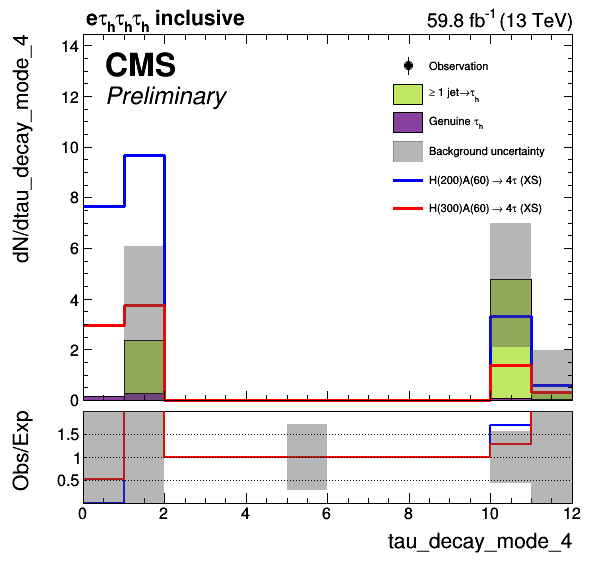 eτhτhτh inclusive
59.8 fb⁻¹ (13 TeV)
CMS
Preliminary
Observation
≥ 1 jet→τh
Genuine τh
Background uncertainty
H(200)A(60) → 4τ (XS)
H(300)A(60) → 4τ (XS)
dN/dtau_decay_mode_4
14
12
10
8
6
4
2
0
Obs/Exp
1.5
1
0.5
0 2 4 6 8 10 12
tau_decay_mode_4